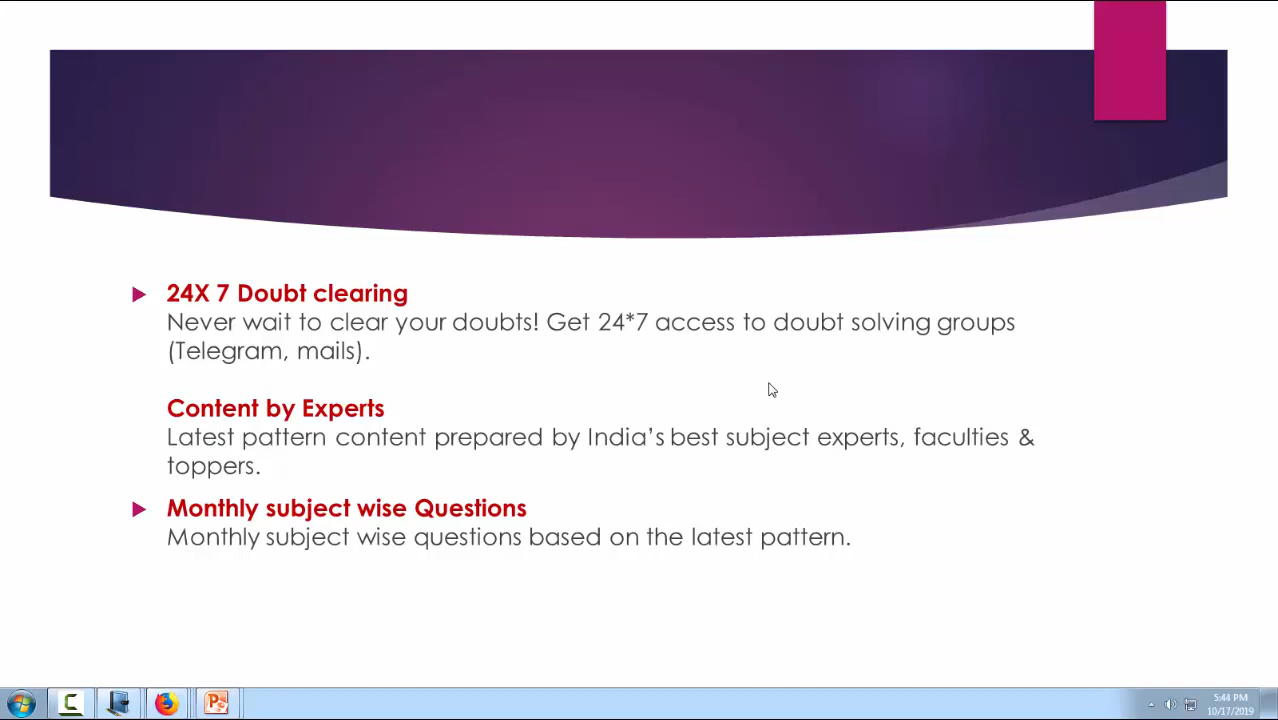 24X 7 Doubt clearing
Never wait to clear your doubts! Get 24*7 access to doubt solving groups
(Telegram, mails).
Content by Experts
Latest pattern content prepared by India's best subject experts, faculties &
toppers.
Monthly subject wise Questions
Monthly subject wise questions based on the latest pattern.
5:44 PM
10/17/2019